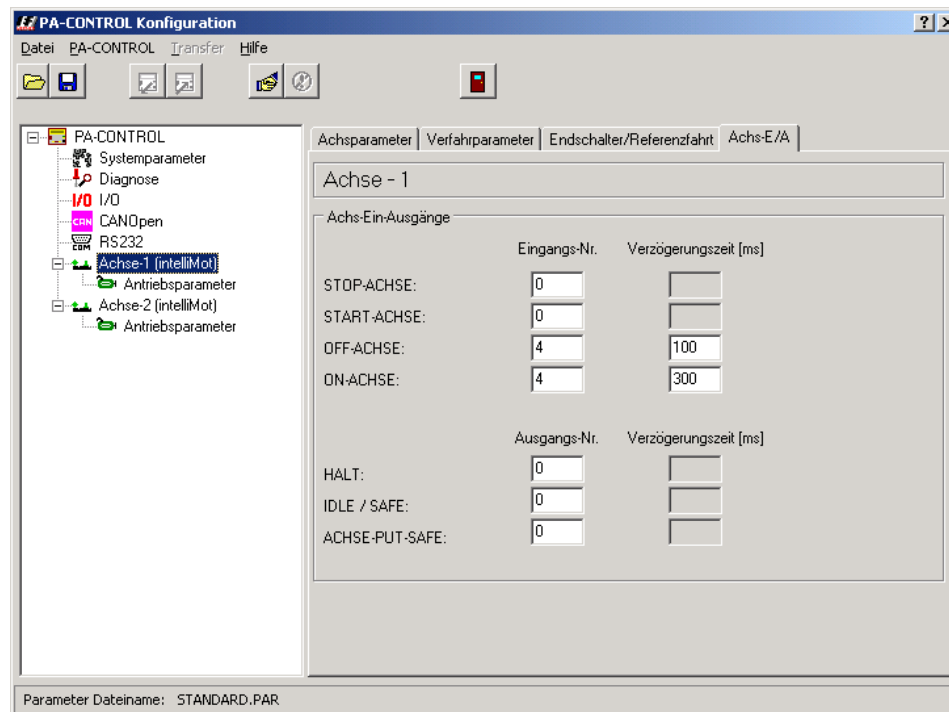 PA-CONTROL Konfiguration
Datei PA-CONTROL Transfer Hilfe
PA-CONTROL
Systemparameter
Diagnose
I/O I/O
CAN CANOpen
COM RS232
Achse-1 (intelliMot)
Antriebsparameter
Achse-2 (intelliMot)
Antriebsparameter
Achsparameter Verfahrparameter Endschalter/Referenzfahrt Achs-E/A
Achse - 1
Achs-Ein-Ausgänge
Eingangs-Nr. Verzögerungszeit [ms]
STOP-ACHSE: 0
START-ACHSE: 0
OFF-ACHSE: 4 100
ON-ACHSE: 4 300
Ausgangs-Nr. Verzögerungszeit [ms]
HALT: 0
IDLE / SAFE: 0
ACHSE-PUT-SAFE: 0
Parameter Dateiname: STANDARD.PAR